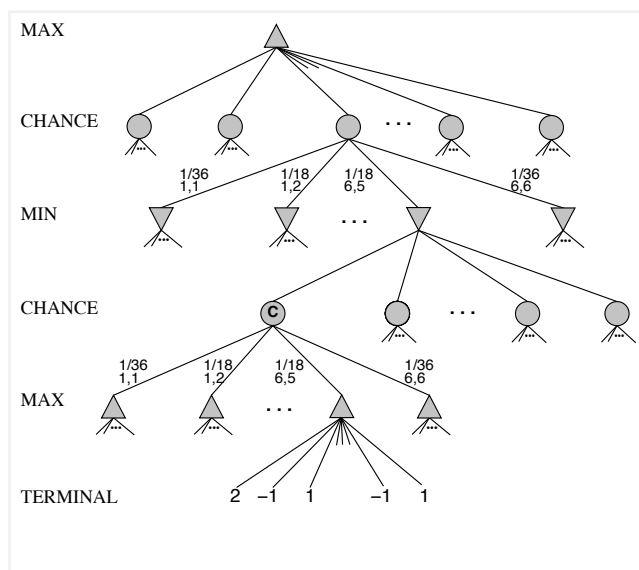 MAX
CHANCE
... ... . . . ... ...
1/36 1/18 1/18 1/36
1,1 1,2 6,5 6,6
MIN
... ... . . . ...
CHANCE
C . . .
... ... ...
1/36 1/18 1/18 1/36
1,1 1,2 6,5 6,6
MAX
... ... . . . ...
TERMINAL 2 −1 1 −1 1